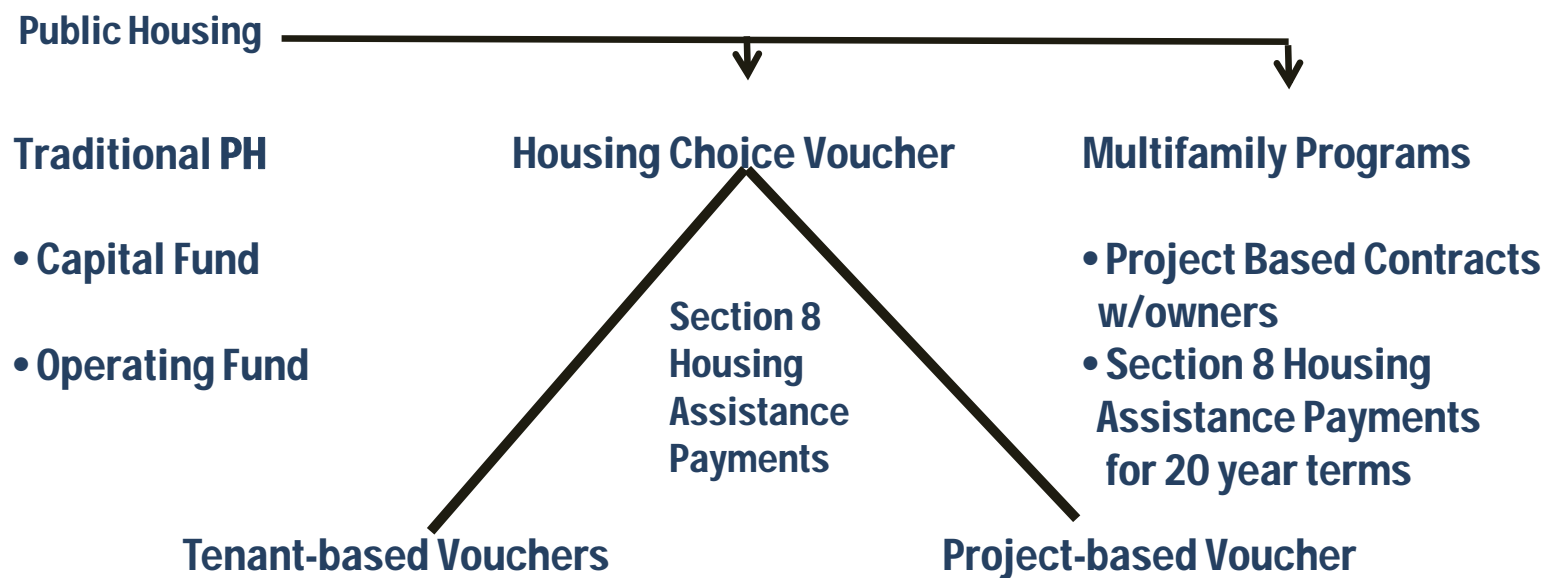 Public Housing
Traditional PH
• Capital Fund
• Operating Fund
Housing Choice Voucher
Section 8
Housing
Assistance
Payments
Tenant-based Vouchers
Project-based Voucher
Multifamily Programs
• Project Based Contracts
w/owners
• Section 8 Housing
Assistance Payments
for 20 year terms